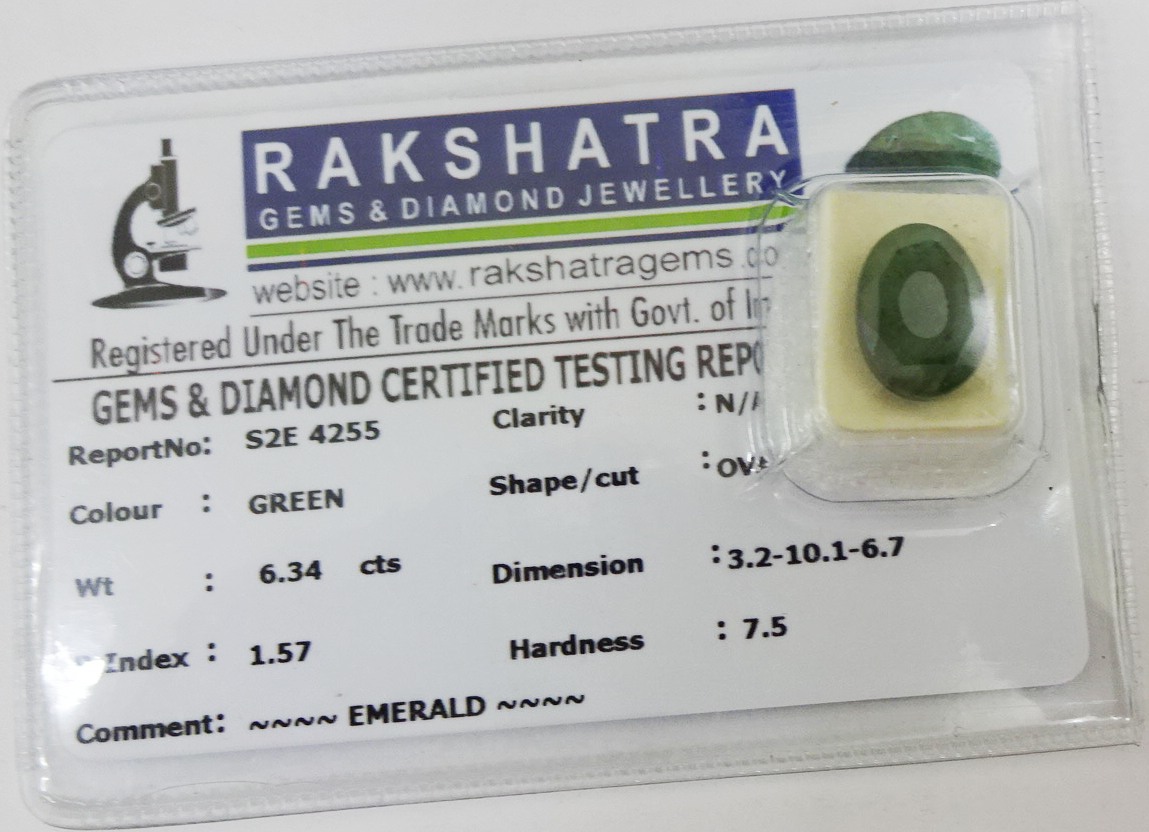 RAKSHATRA
GEMS & DIAMOND JEWELLERY
website : www.rakshatragems.co
Registered Under The Trade Marks with Govt. of
GEMS & DIAMOND CERTIFIED TESTING REPO
ReportNo: S2E 4255 Clarity : N/A
Colour : GREEN Shape/cut :
Wt : 6.34 cts Dimension : 3.2-10.1-6.7
Index : 1.57 Hardness : 7.5
Comment: ~~~~ EMERALD ~~~~